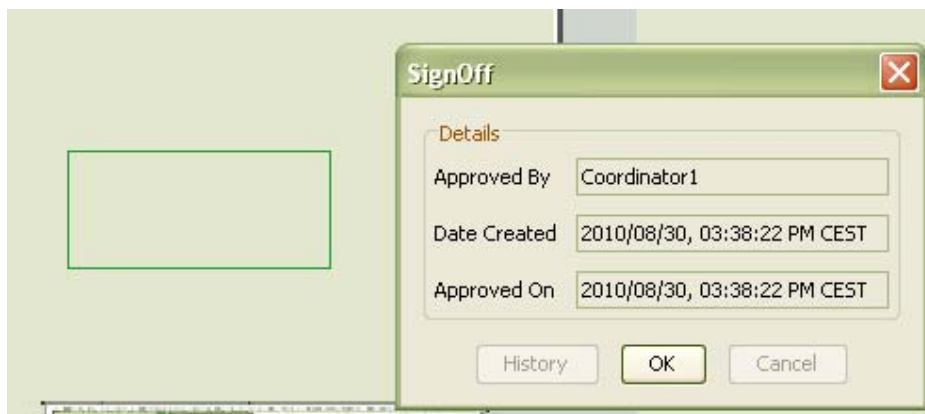 SignOff
Details
Approved By Coordinator1
Date Created 2010/08/30, 03:38:22 PM CEST
Approved On 2010/08/30, 03:38:22 PM CEST
History OK Cancel